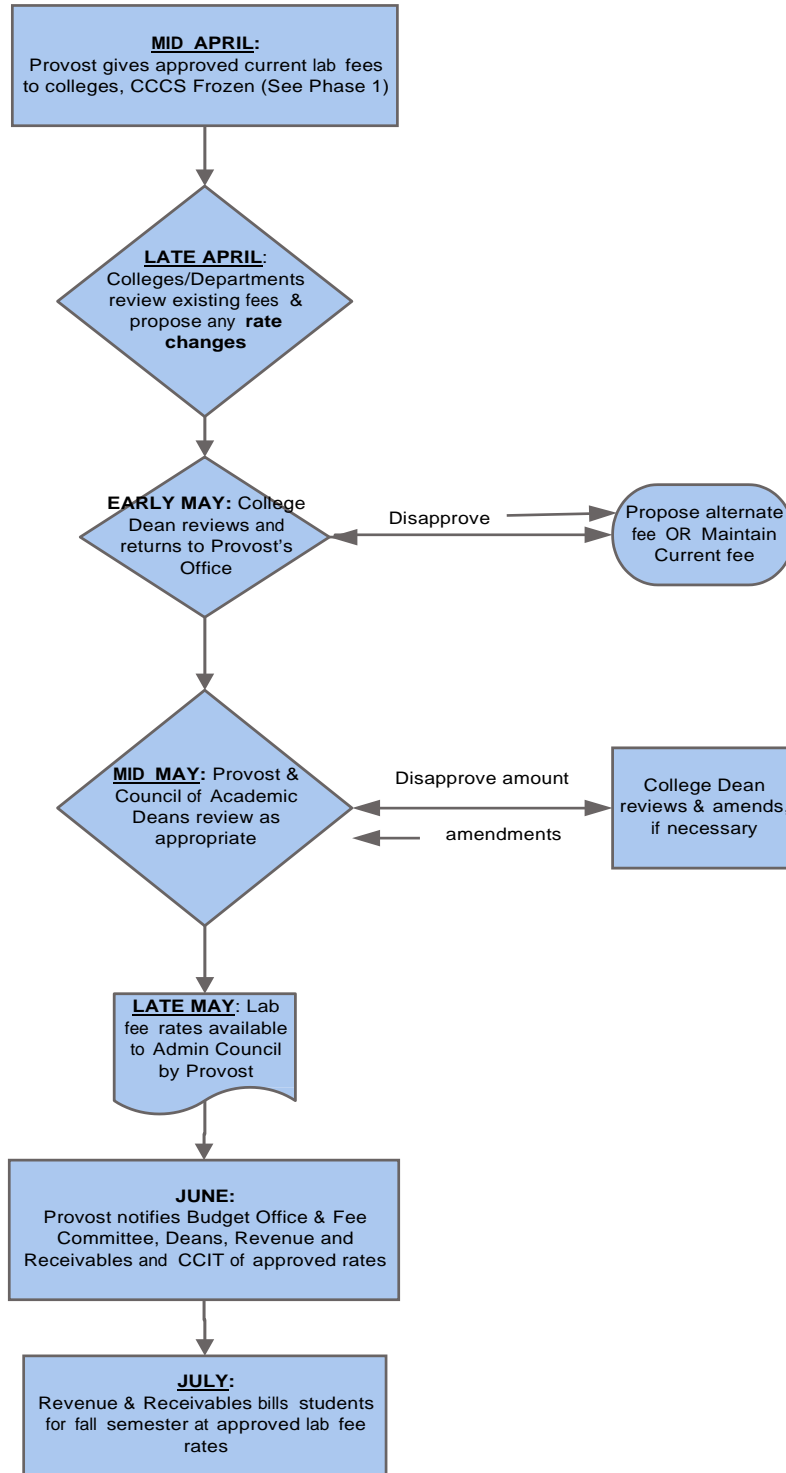 MID APRIL:
Provost gives approved current lab fees
to colleges, CCCS Frozen (See Phase 1)
LATE APRIL:
Colleges/Departments
review existing fees &
propose any rate
changes
EARLY MAY: College
Dean reviews and
returns to Provost's
Office
Disapprove
Propose alternate
fee OR Maintain
Current fee
MID MAY: Provost &
Council of Academic
Deans review as
appropriate
Disapprove amount
amendments
College Dean
reviews & amends,
if necessary
LATE MAY: Lab
fee rates available
to Admin Council
by Provost
JUNE:
Provost notifies Budget Office & Fee
Committee, Deans, Revenue and
Receivables and CCIT of approved rates
JULY:
Revenue & Receivables bills students
for fall semester at approved lab fee
rates